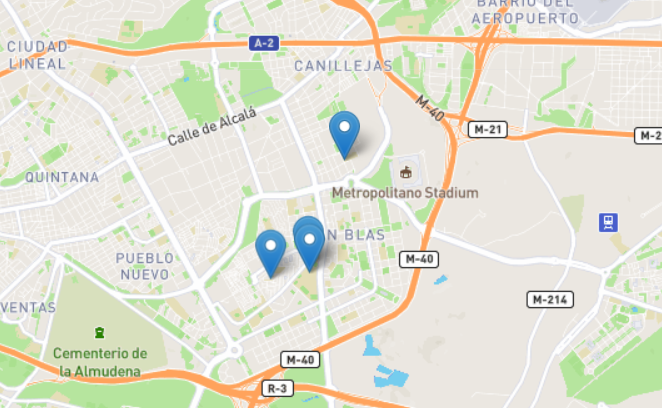 BARRIO DEL
AEROPUERTO
CIUDAD
LINEAL
A-2
CANILLEJAS
M-40
Calle de Alcalá
M-21
M-2
QUINTANA
Metropolitano Stadium
N BLAS
PUEBLO
NUEVO
M-40
M-214
VENTAS
Cementerio de
la Almudena
M-40
R-3